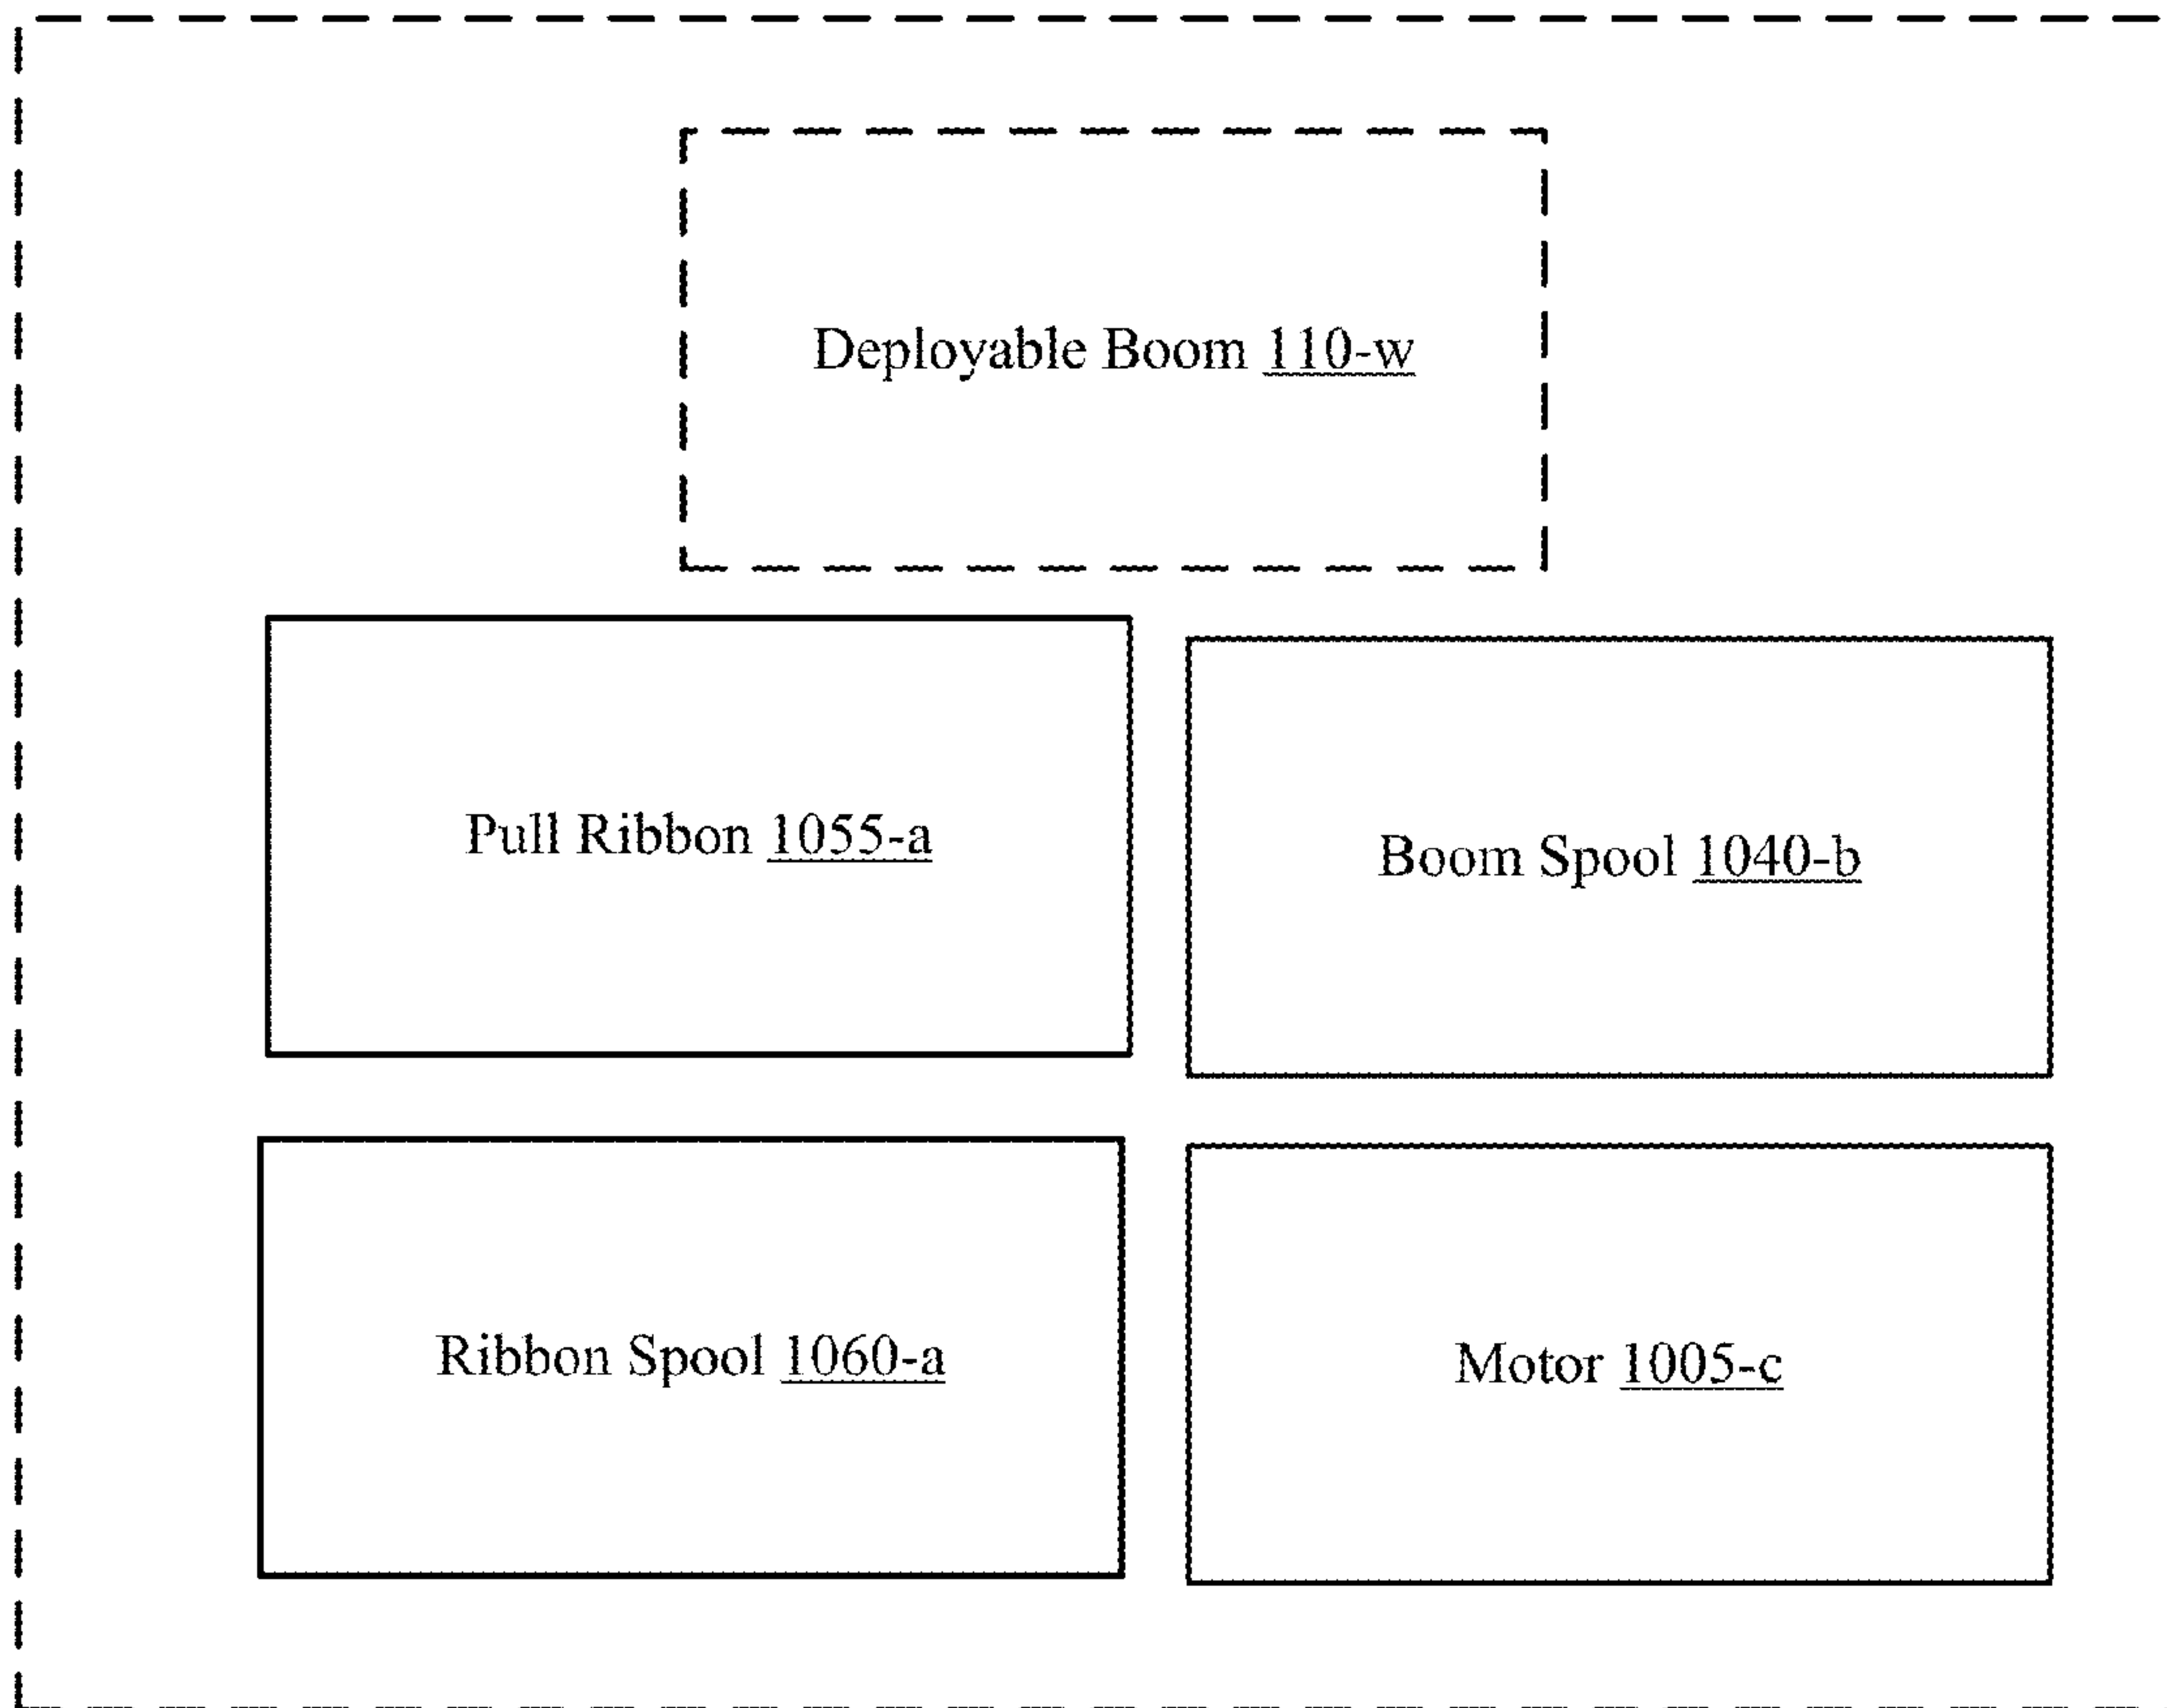 Deployable Boom 110-w
Pull Ribbon 1055-a
Boom Spool 1040-b
Ribbon Spool 1060-a
Motor 1005-c